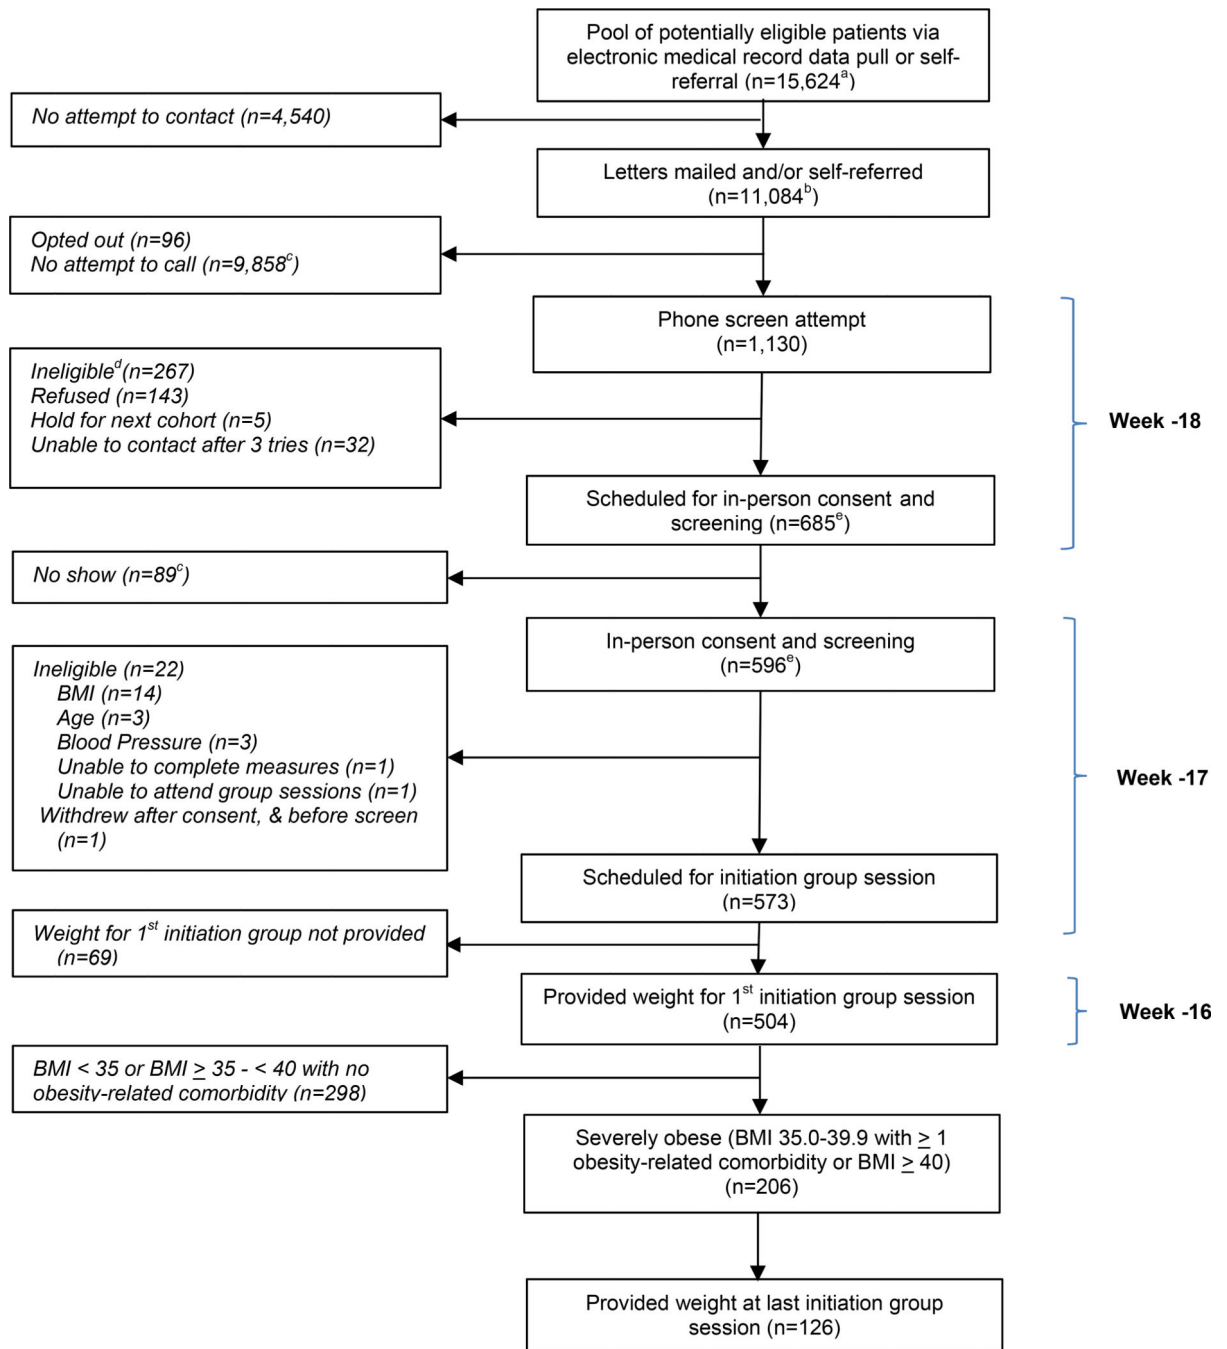 Pool of potentially eligible patients via
electronic medical record data pull or self-
referral (n=15,624ᵃ)
No attempt to contact (n=4,540)
Letters mailed and/or self-referred
(n=11,084ᵇ)
Opted out (n=96)
No attempt to call (n=9,858ᶜ)
Phone screen attempt
(n=1,130)
Ineligibleᵈ(n=267)
Refused (n=143)
Hold for next cohort (n=5)
Unable to contact after 3 tries (n=32)
Week -18
Scheduled for in-person consent and
screening (n=685ᵉ)
No show (n=89ᶜ)
In-person consent and screening
(n=596ᵉ)
Ineligible (n=22)
BMI (n=14)
Age (n=3)
Blood Pressure (n=3)
Unable to complete measures (n=1)
Unable to attend group sessions (n=1)
Withdrew after consent, & before screen
(n=1)
Week -17
Scheduled for initiation group session
(n=573)
Weight for 1ˢᵗ initiation group not provided
(n=69)
Provided weight for 1ˢᵗ initiation group session
(n=504)
Week -16
BMI < 35 or BMI ≥ 35 - < 40 with no
obesity-related comorbidity (n=298)
Severely obese (BMI 35.0-39.9 with ≥ 1
obesity-related comorbidity or BMI ≥ 40)
(n=206)
Provided weight at last initiation group
session (n=126)